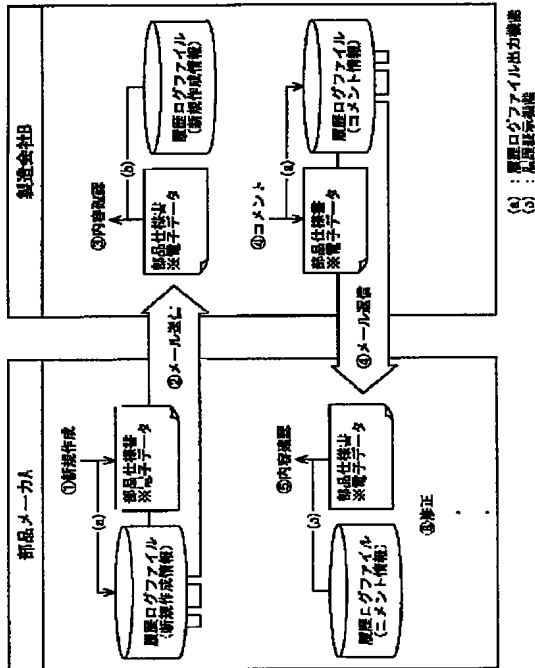 部品メーカA
①新規作成
(a)
履歴ログファイル
(新規作成情報)
部品仕様書
※電子データ
②メール送信
製造会社B
③内容確認
(b)
部品仕様書
※電子データ
履歴ログファイル
(新規作成情報)
④コメント
(a)
部品仕様書
※電子データ
履歴ログファイル
(コメント情報)
④メール返信
⑤内容確認
(b)
部品仕様書
※電子データ
履歴ログファイル
(コメント情報)
⑥修正
(a):履歴ログファイル出力機能
(b):履歴表示機能